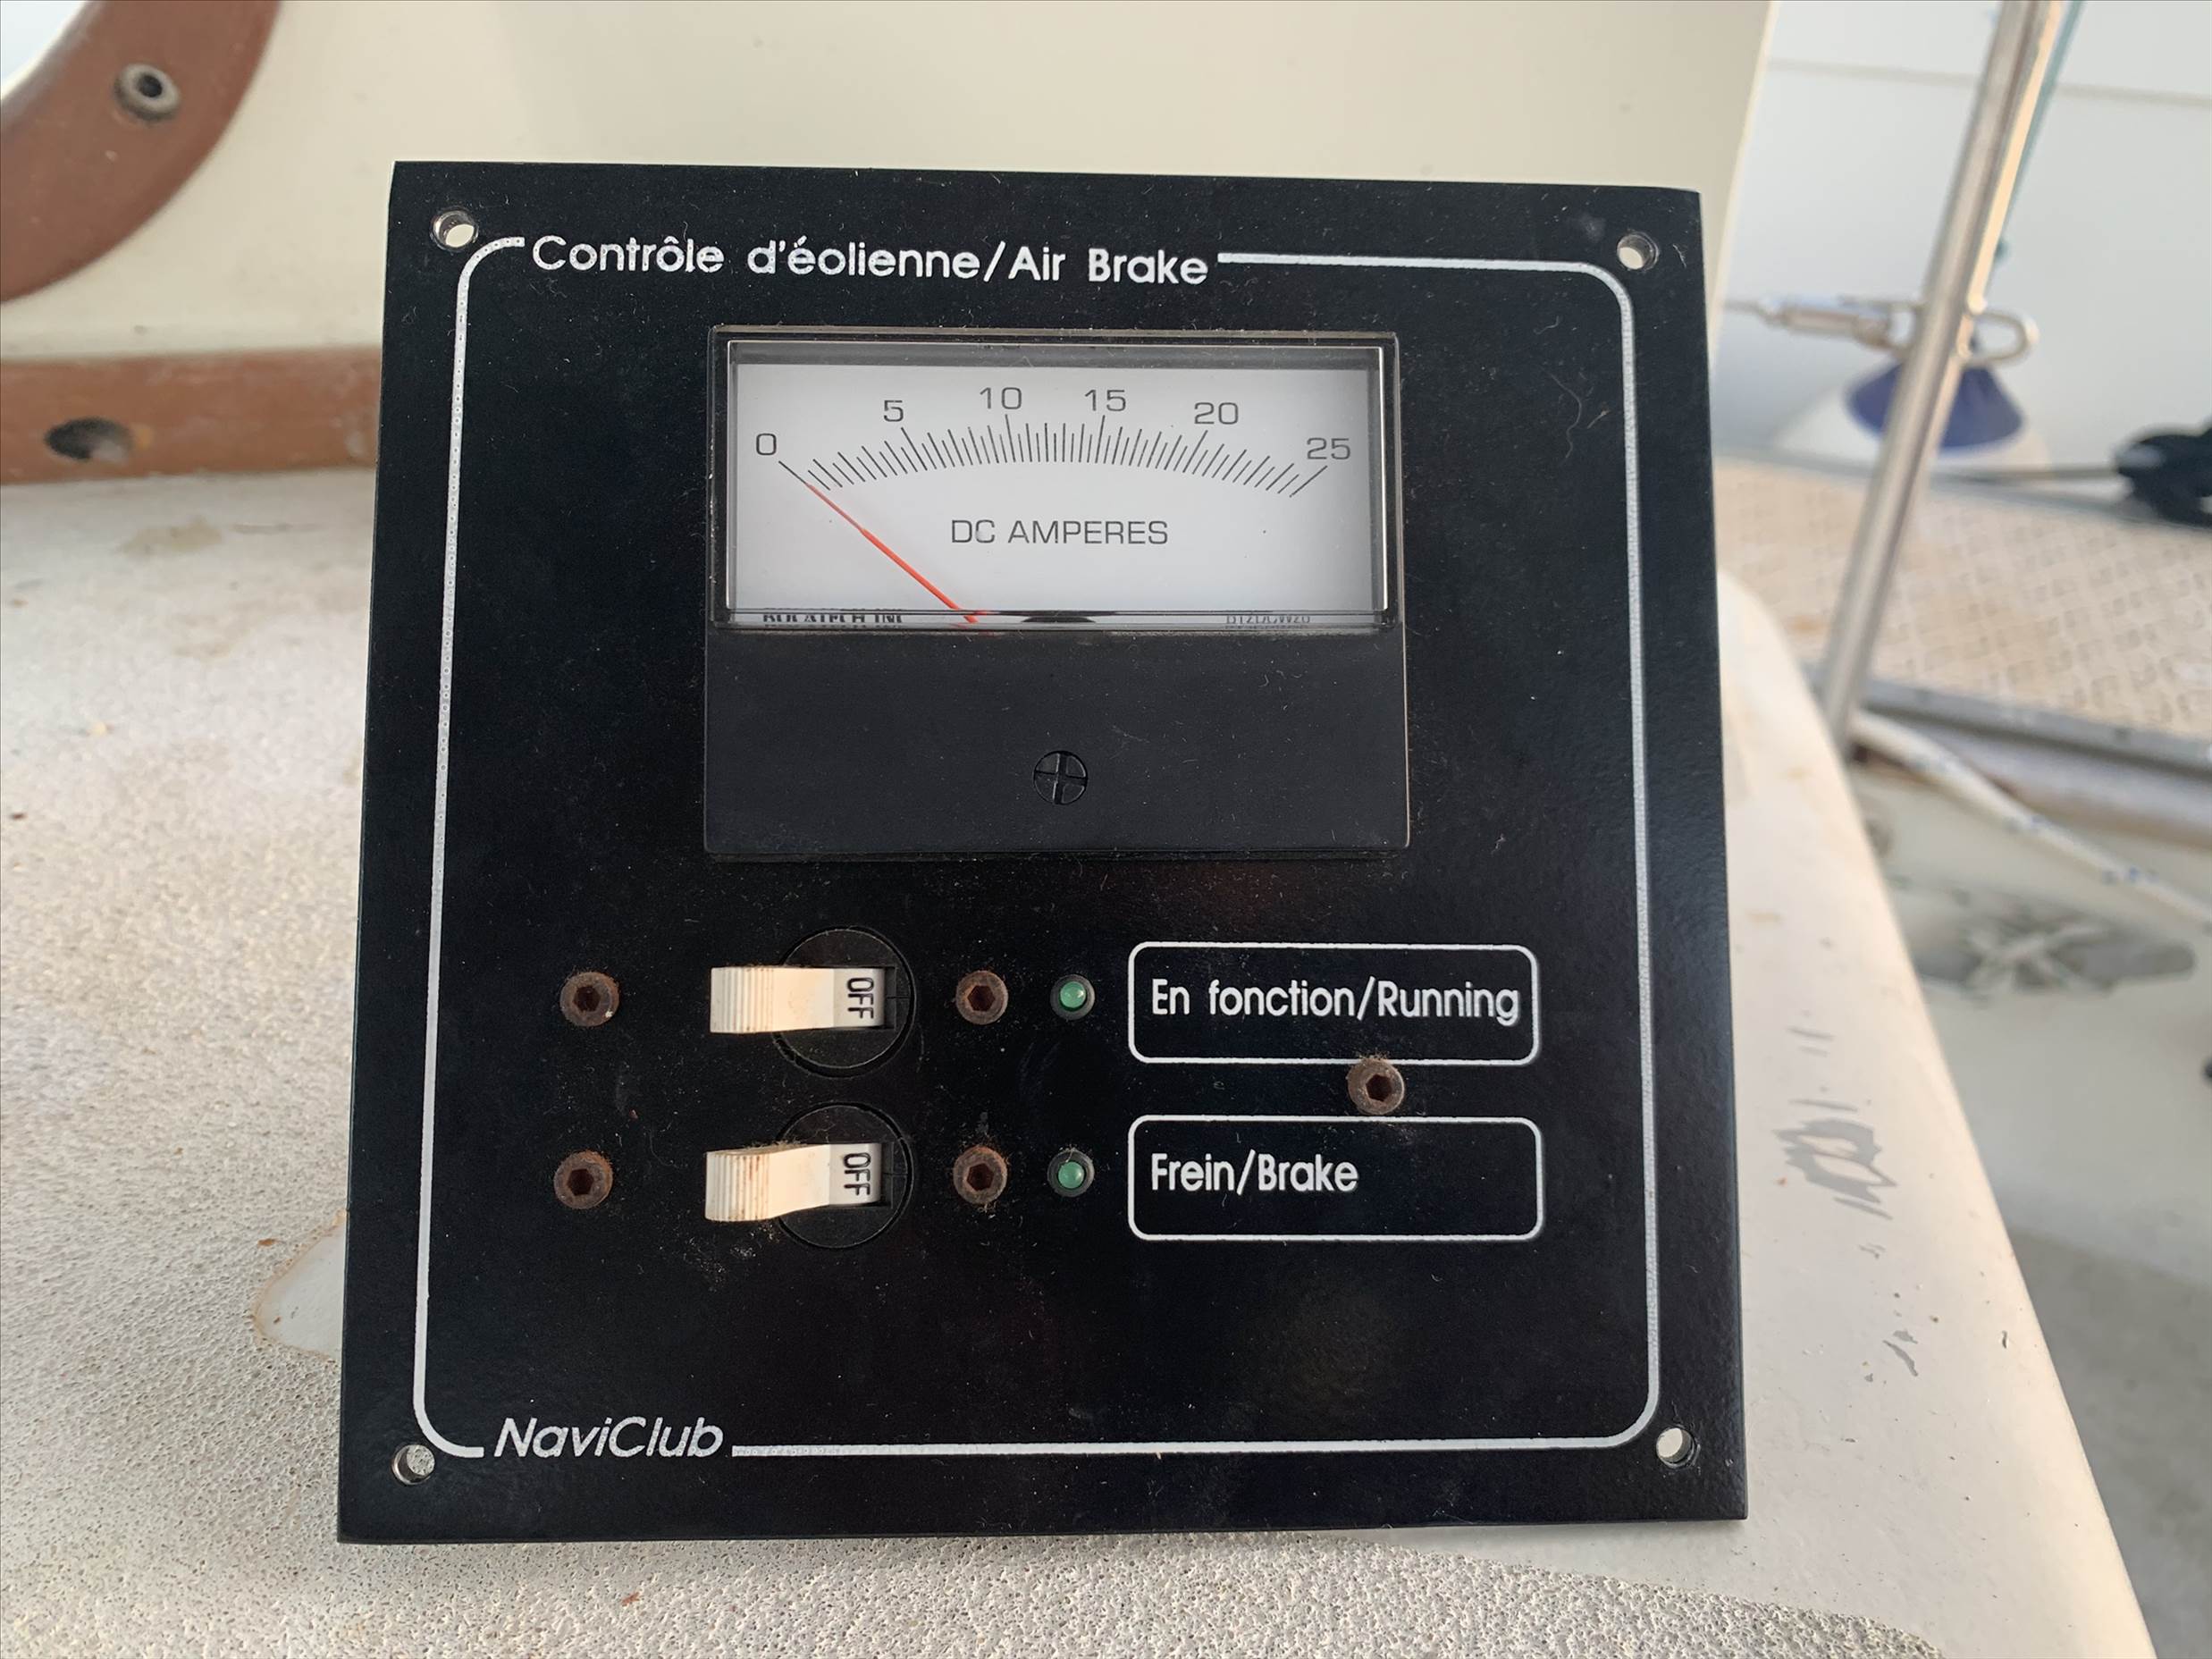 Contrôle d'éolienne/Air Brake
0 5 10 15 20 25
DC AMPERES
OFF
En fonction/Running
OFF
Frein/Brake
NaviClub